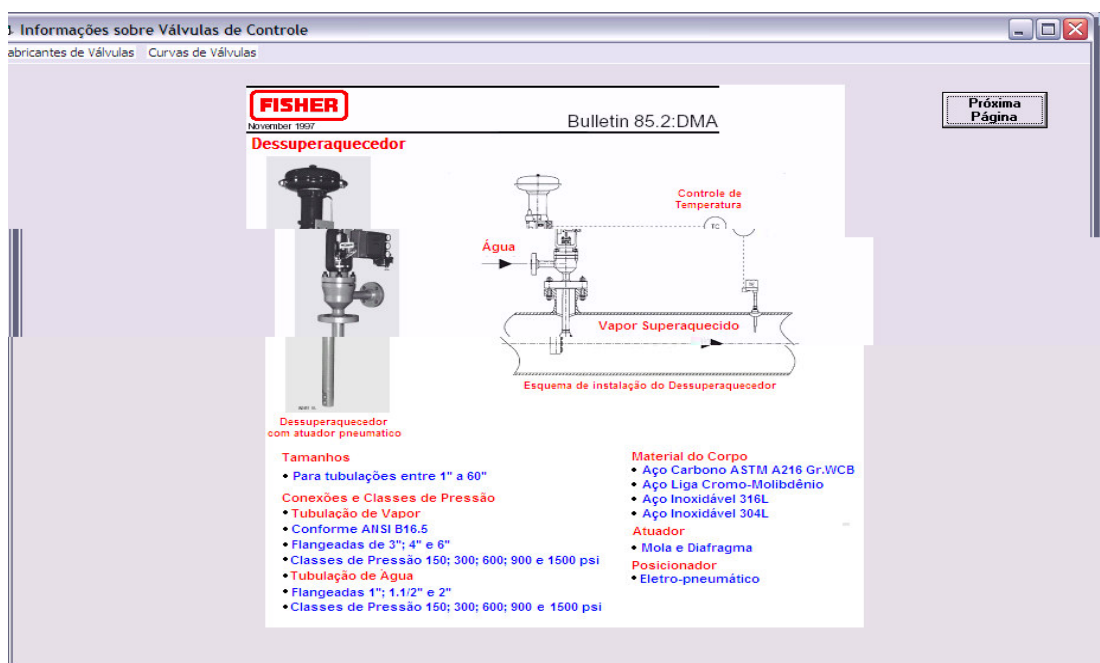 Informações sobre Válvulas de Controle
abricantes de Válvulas Curvas de Válvulas
Próxima
Página
FISHER
November 1997
Bulletin 85.2:DMA
Dessuperaquecedor
Controle de
Temperatura
TC
Água
Vapor Superaquecido
Esquema de instalação do Dessuperaquecedor
Dessuperaquecedor
com atuador pneumatico
Tamanhos
• Para tubulações entre 1" a 60"
Conexões e Classes de Pressão
• Tubulação de Vapor
• Conforme ANSI B16.5
• Flangeadas de 3"; 4" e 6"
• Classes de Pressão 150; 300; 600; 900 e 1500 psi
• Tubulação de Água
• Flangeadas 1"; 1.1/2" e 2"
• Classes de Pressão 150; 300; 600; 900 e 1500 psi
Material do Corpo
• Aço Carbono ASTM A216 Gr.WCB
• Aço Liga Cromo-Molibdênio
• Aço Inoxidável 316L
• Aço Inoxidável 304L
Atuador
• Mola e Diafragma
Posicionador
• Eletro-pneumático